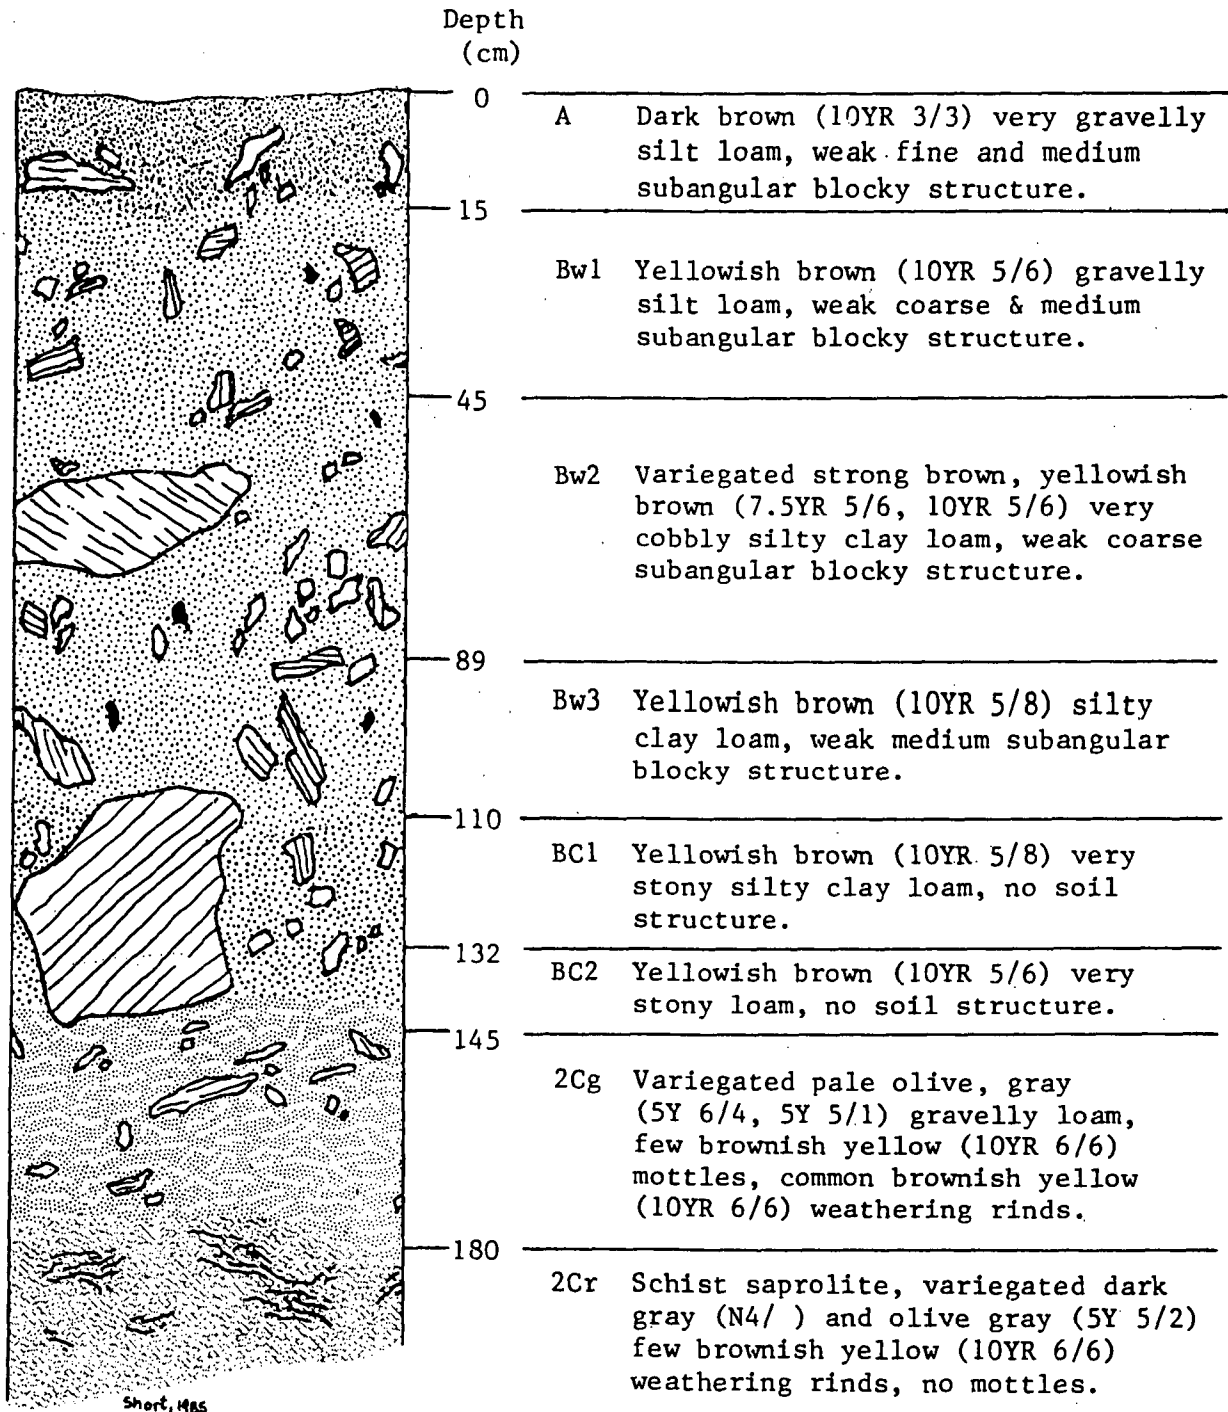 Depth
(cm)
0
A Dark brown (10YR 3/3) very gravelly
silt loam, weak fine and medium
subangular blocky structure.
15
Bw1 Yellowish brown (10YR 5/6) gravelly
silt loam, weak coarse & medium
subangular blocky structure.
45
Bw2 Variegated strong brown, yellowish
brown (7.5YR 5/6, 10YR 5/6) very
cobbly silty clay loam, weak coarse
subangular blocky structure.
89
Bw3 Yellowish brown (10YR 5/8) silty
clay loam, weak medium subangular
blocky structure.
110
BC1 Yellowish brown (10YR 5/8) very
stony silty clay loam, no soil
structure.
132
BC2 Yellowish brown (10YR 5/6) very
stony loam, no soil structure.
145
2Cg Variegated pale olive, gray
(5Y 6/4, 5Y 5/1) gravelly loam,
few brownish yellow (10YR 6/6)
mottles, common brownish yellow
(10YR 6/6) weathering rinds.
180
2Cr Schist saprolite, variegated dark
gray (N4/ ) and olive gray (5Y 5/2)
few brownish yellow (10YR 6/6)
weathering rinds, no mottles.
Short, 1985